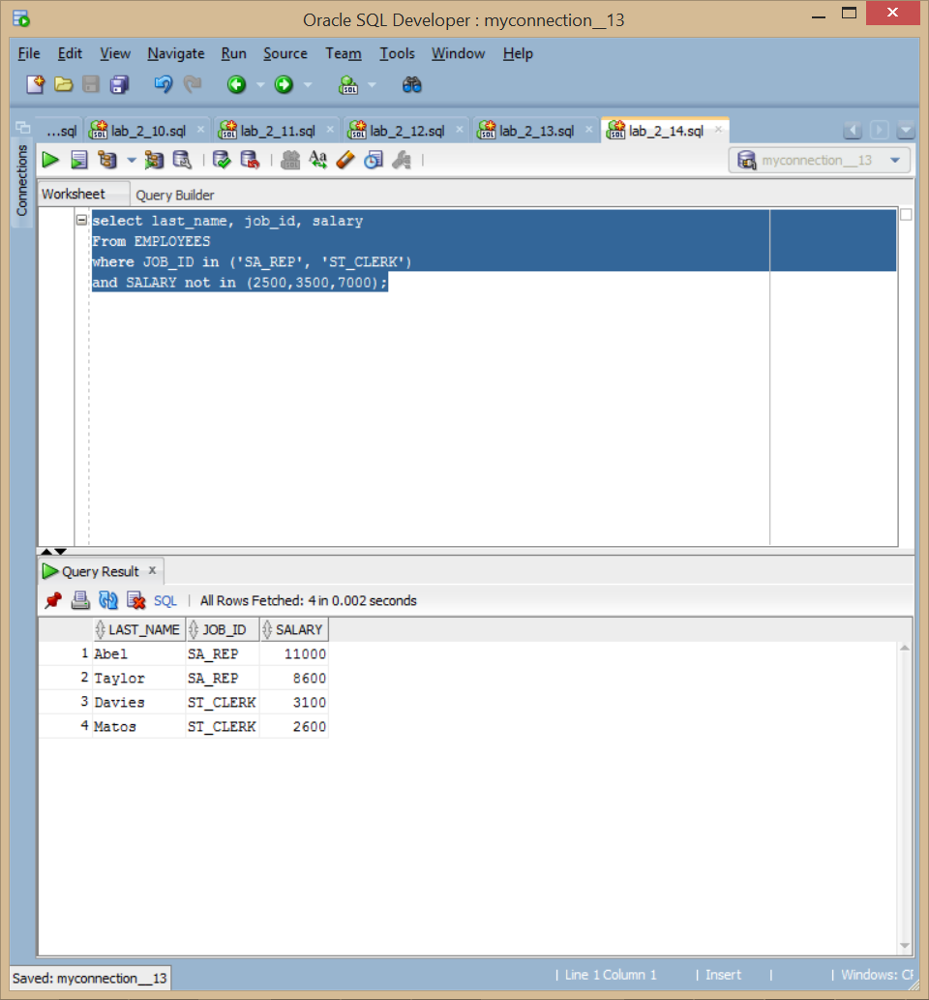 Oracle SQL Developer : myconnection__13
File Edit View Navigate Run Source Team Tools Window Help
...sql lab_2_10.sql lab_2_11.sql lab_2_12.sql lab_2_13.sql lab_2_14.sql
Connections
myconnection__13
Worksheet Query Builder
select last_name, job_id, salary
From EMPLOYEES
where JOB_ID in ('SA_REP', 'ST_CLERK')
and SALARY not in (2500,3500,7000);
Query Result
SQL | All Rows Fetched: 4 in 0.002 seconds
LAST_NAME JOB_ID SALARY
1 Abel SA_REP 11000
2 Taylor SA_REP 8600
3 Davies ST_CLERK 3100
4 Matos ST_CLERK 2600
Saved: myconnection__13 | Line 1 Column 1 | Insert | | Windows: